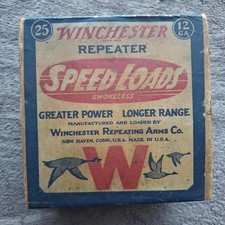 25 WINCHESTER 12 GA
REPEATER
SPEED LOADS
SMOKELESS
GREATER POWER LONGER RANGE
MANUFACTURED AND LOADED BY
WINCHESTER REPEATING ARMS CO.
NEW HAVEN, CONN., U.S.A. MADE IN U.S.A.
W